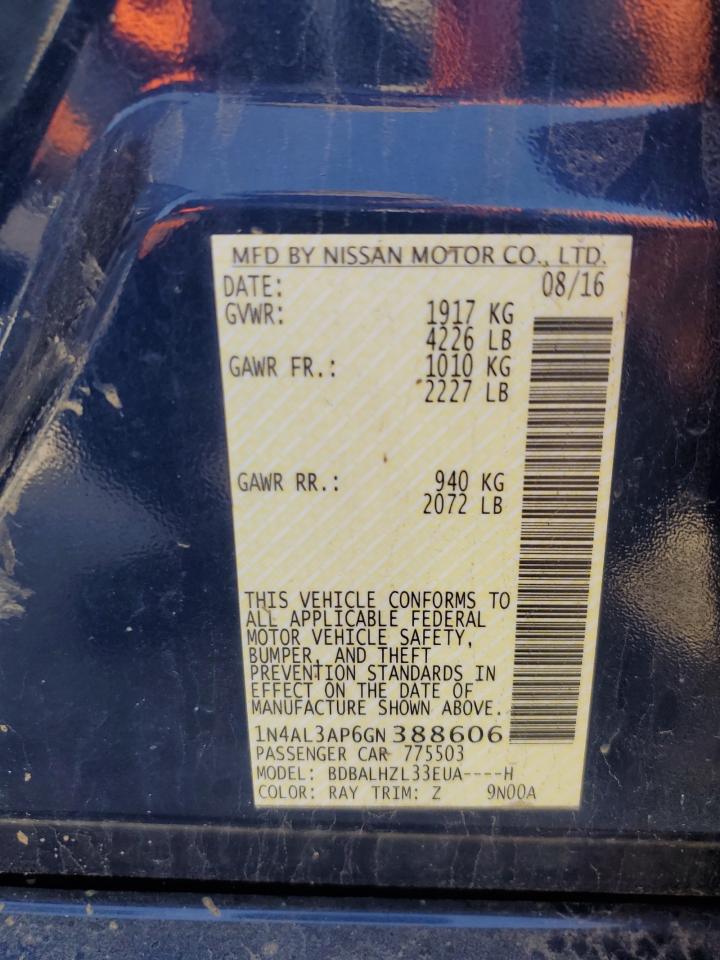 MFD BY NISSAN MOTOR CO., LTD.
DATE: 08/16
GVWR: 1917 KG
4226 LB
GAWR FR.: 1010 KG
2227 LB
GAWR RR.: 940 KG
2072 LB
THIS VEHICLE CONFORMS TO
ALL APPLICABLE FEDERAL
MOTOR VEHICLE SAFETY,
BUMPER, AND THEFT
PREVENTION STANDARDS IN
EFFECT ON THE DATE OF
MANUFACTURE SHOWN ABOVE.
1N4AL3AP6GN388606
PASSENGER CAR 775503
MODEL: BDBALHZL33EUA----H
COLOR: RAY TRIM: Z 9N00A